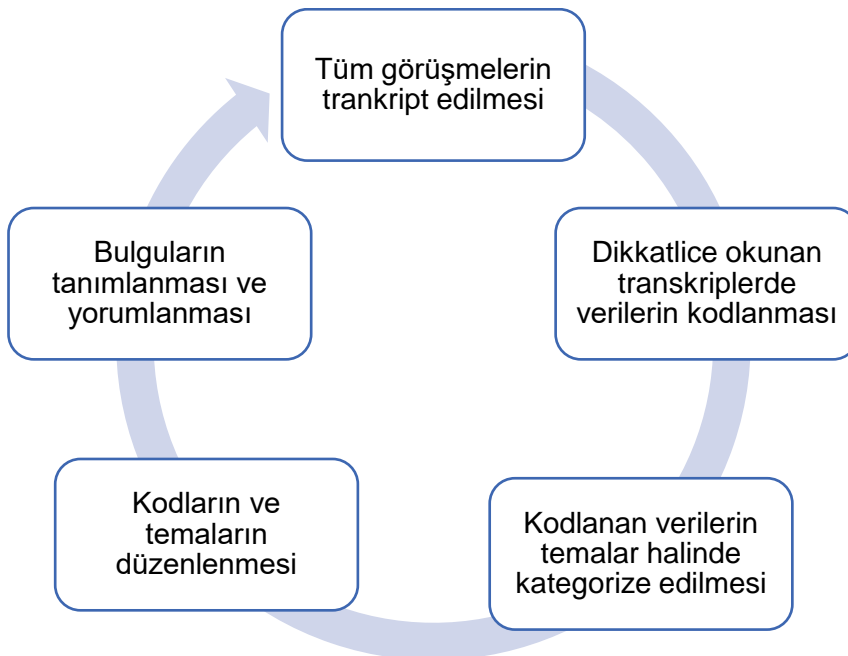 Tüm görüşmelerin
trankript edilmesi
Dikkatlice okunan
transkriplerde
verilerin kodlanması
Kodlanan verilerin
temalar halinde
kategorize edilmesi
Kodların ve
temaların
düzenlenmesi
Bulguların
tanımlanması ve
yorumlanması